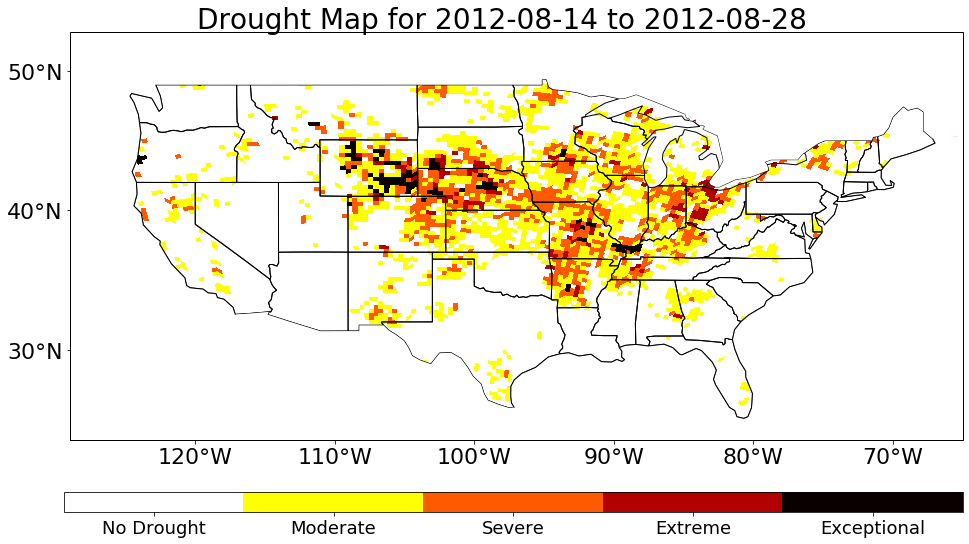 Drought Map for 2012-08-14 to 2012-08-28
50°N
40°N
30°N
120°W 110°W 100°W 90°W 80°W 70°W
No Drought Moderate Severe Extreme Exceptional